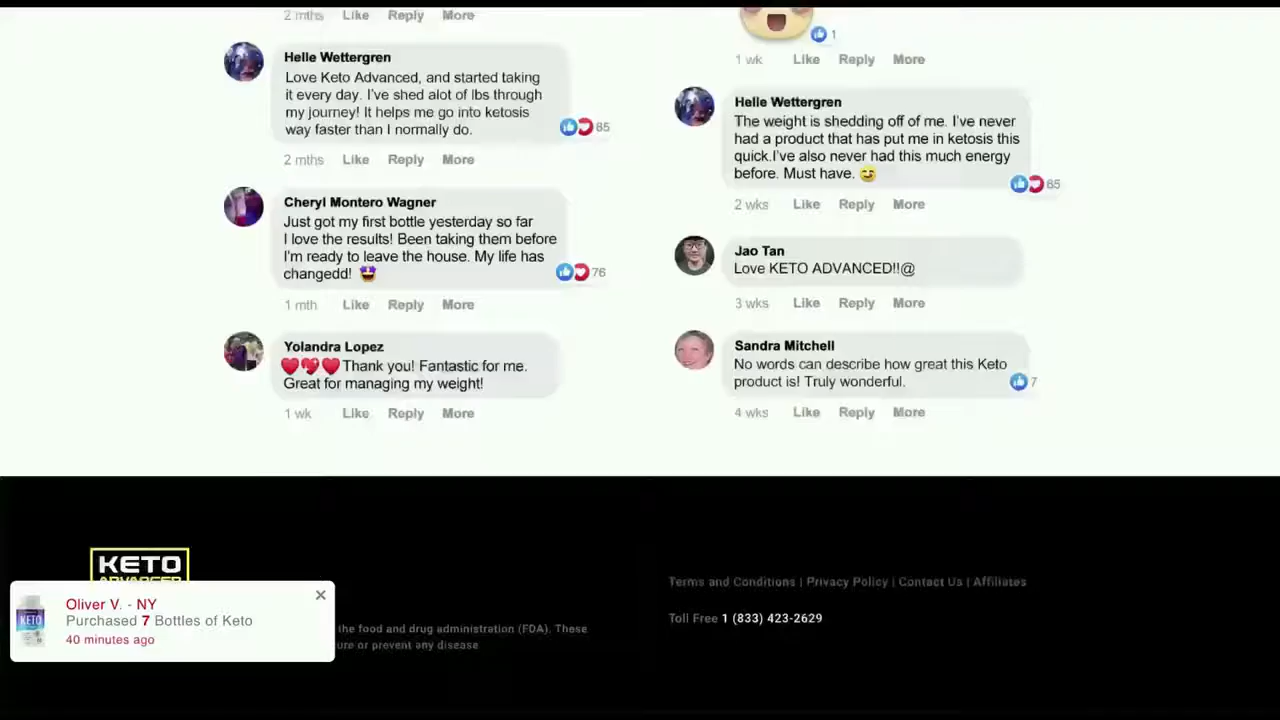 2 mths Like Reply More
Helle Wettergren
Love Keto Advanced, and started taking
it every day. I've shed alot of lbs through
my journey! It helps me go into ketosis
way faster than I normally do.
85
2 mths Like Reply More
Cheryl Montero Wagner
Just got my first bottle yesterday so far
I love the results! Been taking them before
I'm ready to leave the house. My life has
changedd! 🤩
76
1 mth Like Reply More
Yolandra Lopez
❤️💖❤️ Thank you! Fantastic for me.
Great for managing my weight!
1 wk Like Reply More
1
1 wk Like Reply More
Helle Wettergren
The weight is shedding off of me. I've never
had a product that has put me in ketosis this
quick.I've also never had this much energy
before. Must have. 😊
85
2 wks Like Reply More
Jao Tan
Love KETO ADVANCED!!@
3 wks Like Reply More
Sandra Mitchell
No words can describe how great this Keto
product is! Truly wonderful.
7
4 wks Like Reply More
KETO
ADVANCED
Oliver V. - NY
Purchased 7 Bottles of Keto
40 minutes ago
KETO
the food and drug administration (FDA). These
ure or prevent any disease
Terms and Conditions | Privacy Policy | Contact Us | Affiliates
Toll Free 1 (833) 423-2629